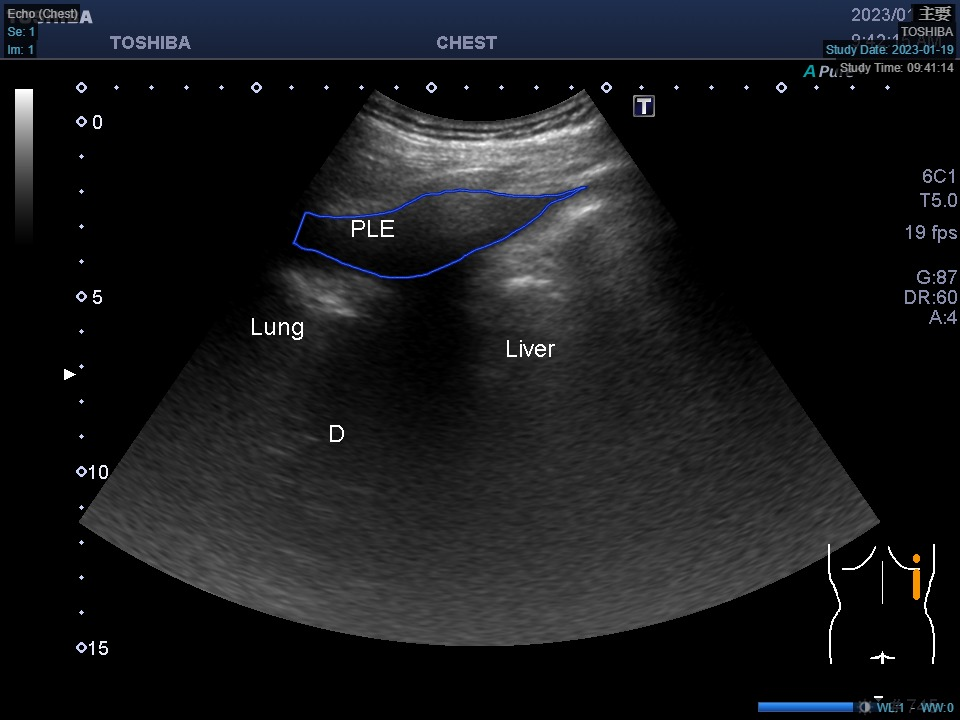 Echo (Chest)
Se: 1
Im: 1
TOSHIBA
CHEST
2023/01
主要
TOSHIBA
Study Date: 2023-01-19
Study Time: 09:41:14
T
0
5
10
15
6C1
T5.0
19 fps
G:87
DR:60
A:4
PLE
Lung
Liver
D
WL:1 - WW:0